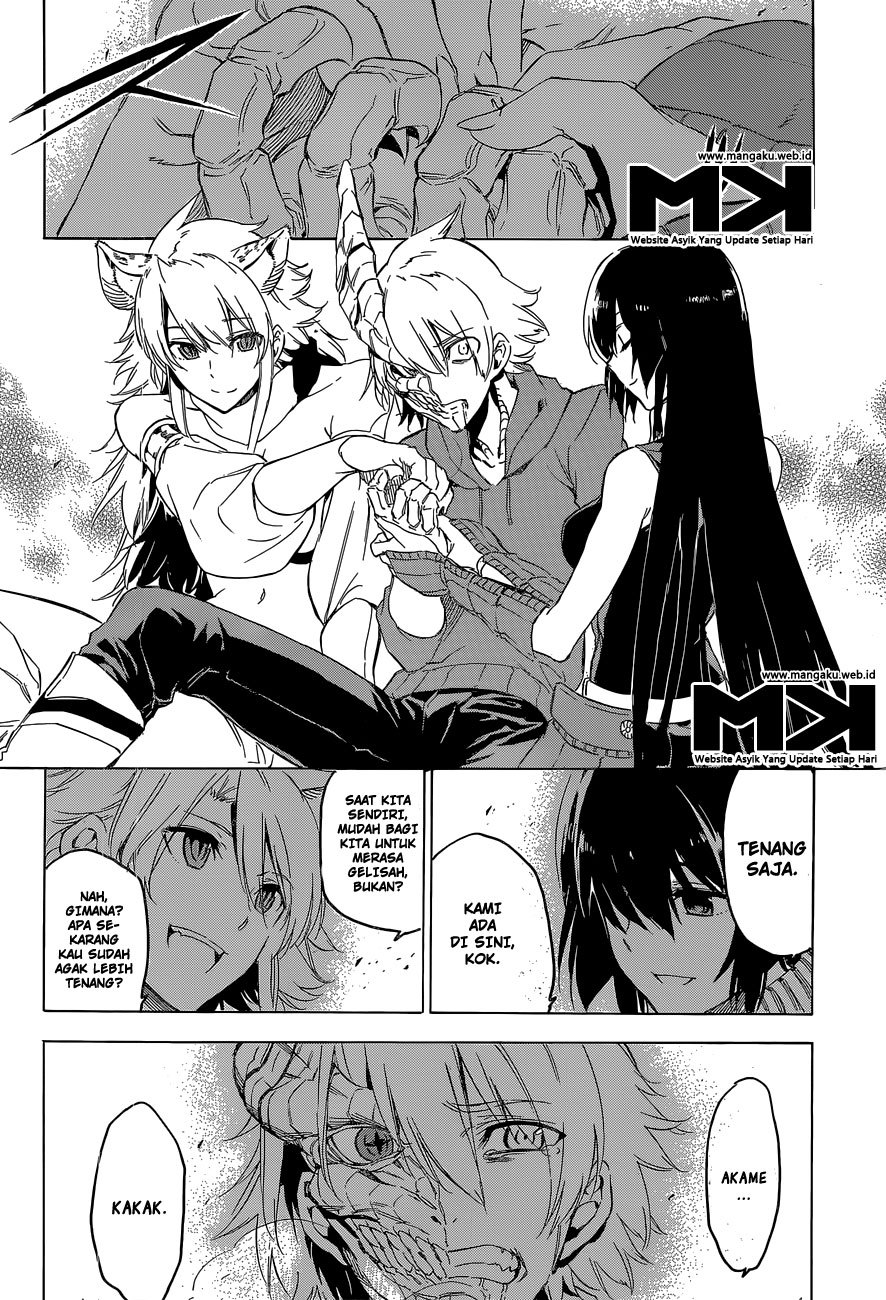 www.mangaku.web.id
MK
Website Asyik Yang Update Setiap Hari
www.mangaku.web.id
MK
Website Asyik Yang Update Setiap Hari
TENANG
SAJA.
KAMI
ADA
DI SINI,
KOK.
SAAT KITA
SENDIRI,
MUDAH BAGI
KITA UNTUK
MERASA
GELISAH,
BUKAN?
NAH,
GIMANA?
APA SE-
KARANG
KAU SUDAH
AGAK LEBIH
TENANG?
AKAME
...
KAKAK.